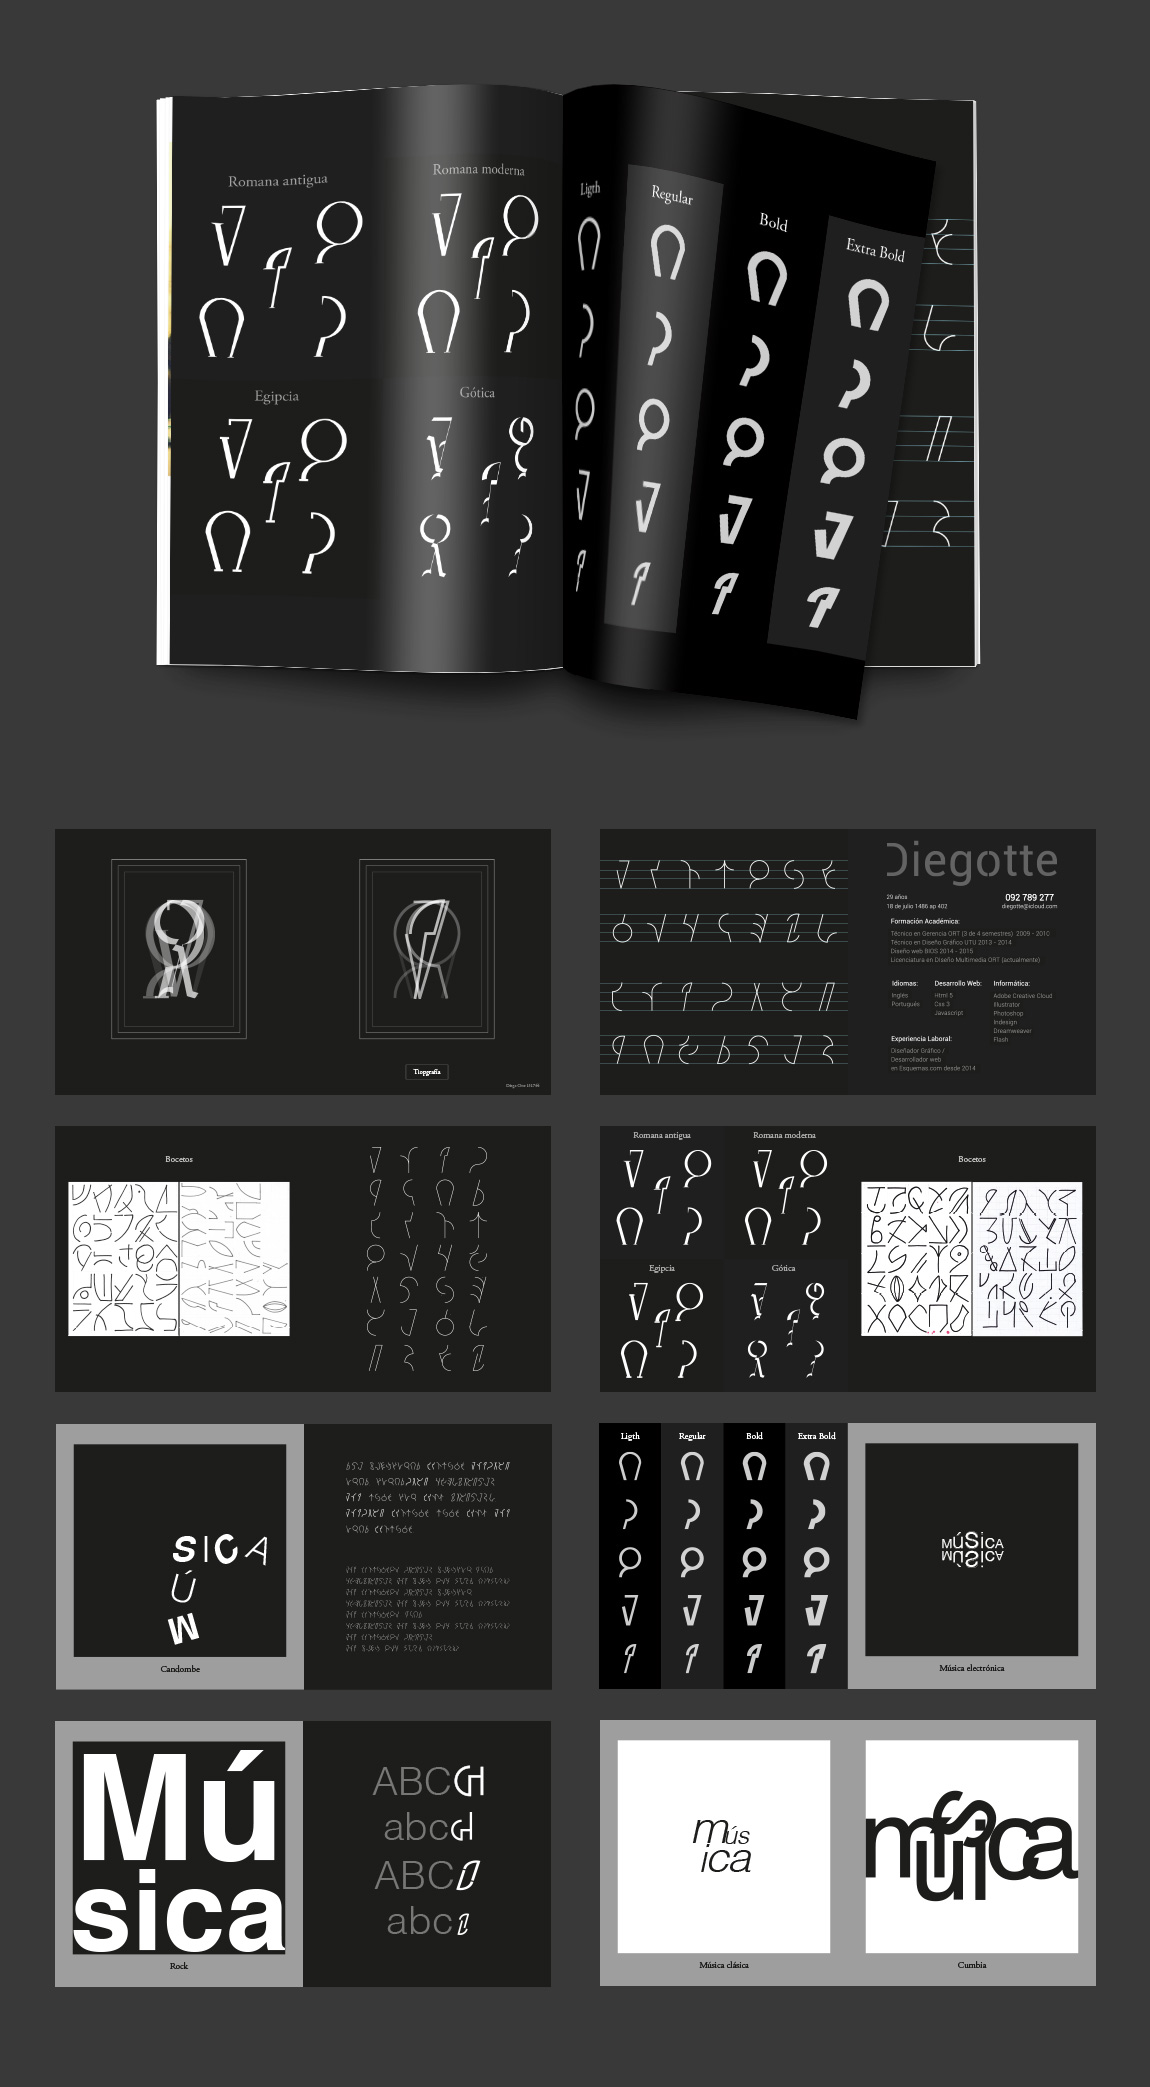 Romana antigua
Romana moderna
Egipcia
Gótica
Ligth
Regular
Bold
Extra Bold
Tiopgrafia
Diegotte
29 años
18 de julio 1486 ap 402
092 789 277
diegotte@icloud.com
Formación Académica:
Técnico en Gerencia ORT (3 de 4 semestres) 2009 - 2010
Técnico en Diseño Gráfico UTU 2013 - 2014
Diseño web BIOS 2014 - 2015
Licenciatura en Diseño Multimedia ORT (actualmente)
Idiomas:
Inglés
Portugués
Desarrollo Web:
Html 5
Css 3
Javascript
Informática:
Adobe Creative Cloud
Illustrator
Photoshop
Indesign
Dreamweaver
Flash
Experiencia Laboral:
Diseñador Gráfico /
Desarrollador web
en Esquemas.com desde 2014
Bocetos
Romana antigua
Romana moderna
Egipcia
Gótica
Bocetos
SICA
Ú
M
Candombe
Ligth
Regular
Bold
Extra Bold
MúSiCA
MúSiCA
Música electrónica
Mú
sica
Rock
ABC
abc
ABC
abc
mús
ica
Música clásica
música
Cumbia